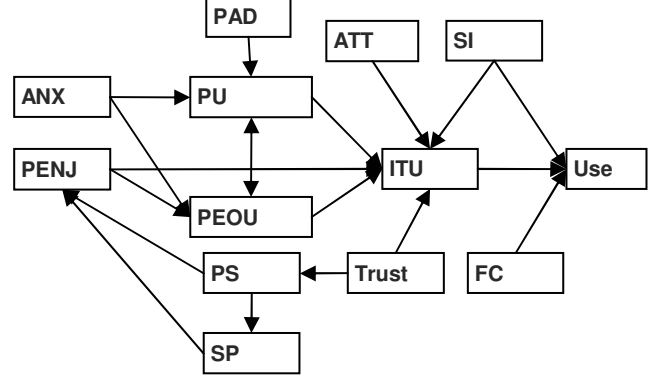 PAD
ATT
SI
ANX
PU
PENJ
ITU
Use
PEOU
PS
Trust
FC
SP